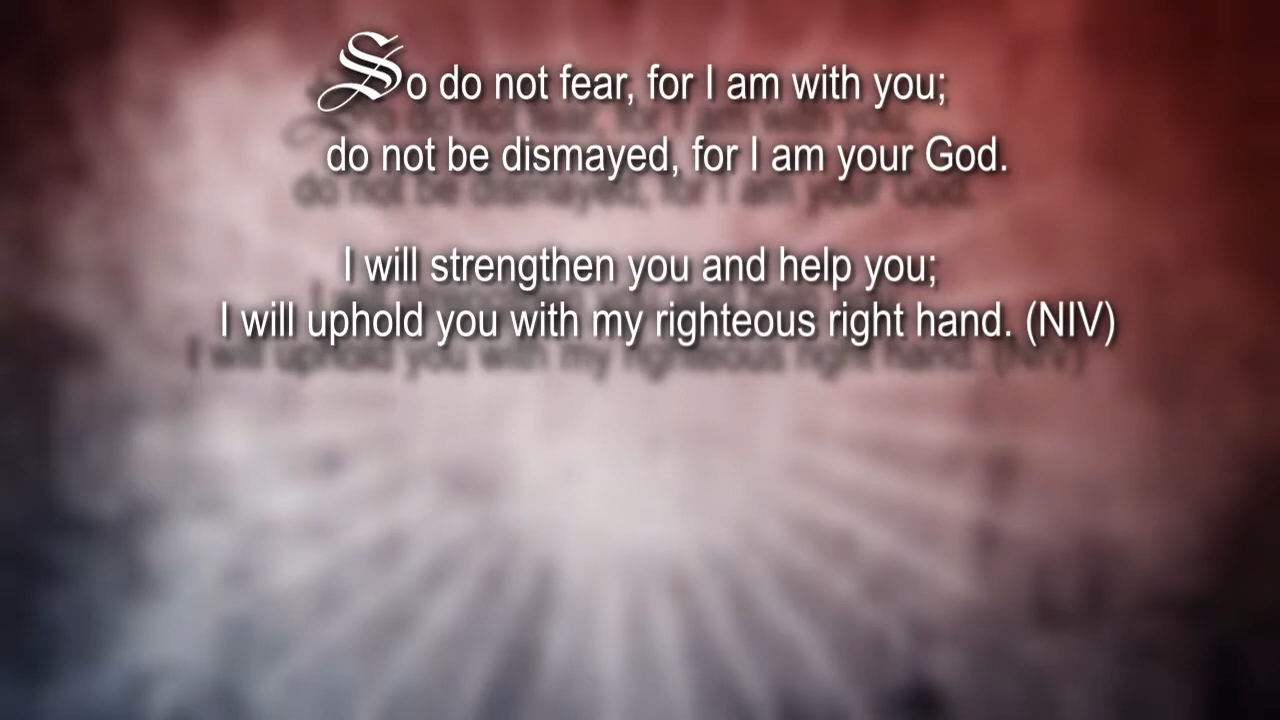 So do not fear, for I am with you;
do not be dismayed, for I am your God.
I will strengthen you and help you;
I will uphold you with my righteous right hand. (NIV)